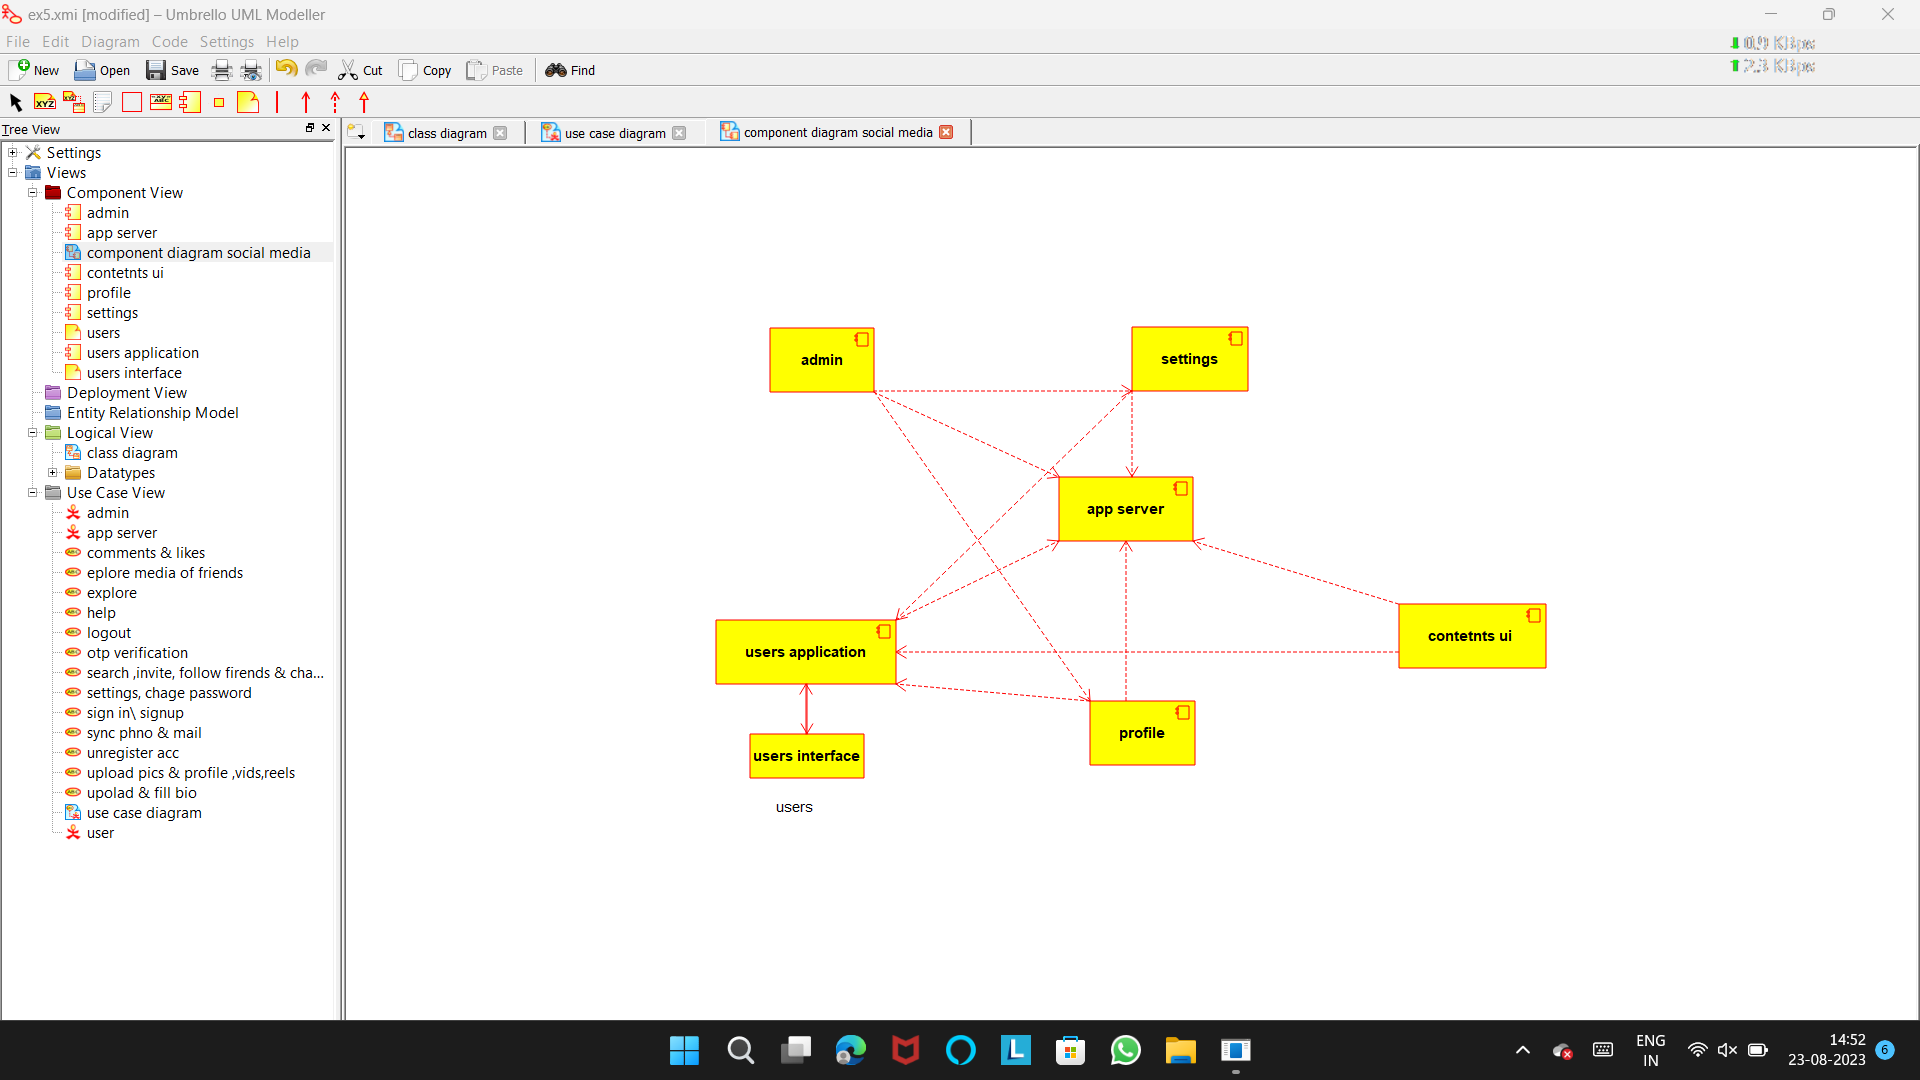 ex5.xmi [modified] – Umbrello UML Modeller
File Edit Diagram Code Settings Help
New Open Save Cut Copy Paste Find
Tree View
class diagram
use case diagram
component diagram social media
Settings
Views
Component View
admin
app server
component diagram social media
contetnts ui
profile
settings
users
users application
users interface
Deployment View
Entity Relationship Model
Logical View
class diagram
Datatypes
Use Case View
admin
app server
comments & likes
eplore media of friends
explore
help
logout
otp verification
search ,invite, follow firends & cha...
settings, chage password
sign in\ signup
sync phno & mail
unregister acc
upload pics & profile ,vids,reels
upolad & fill bio
use case diagram
user
admin
settings
app server
users application
contetnts ui
profile
users interface
users
ENG
IN
14:52
23-08-2023
6